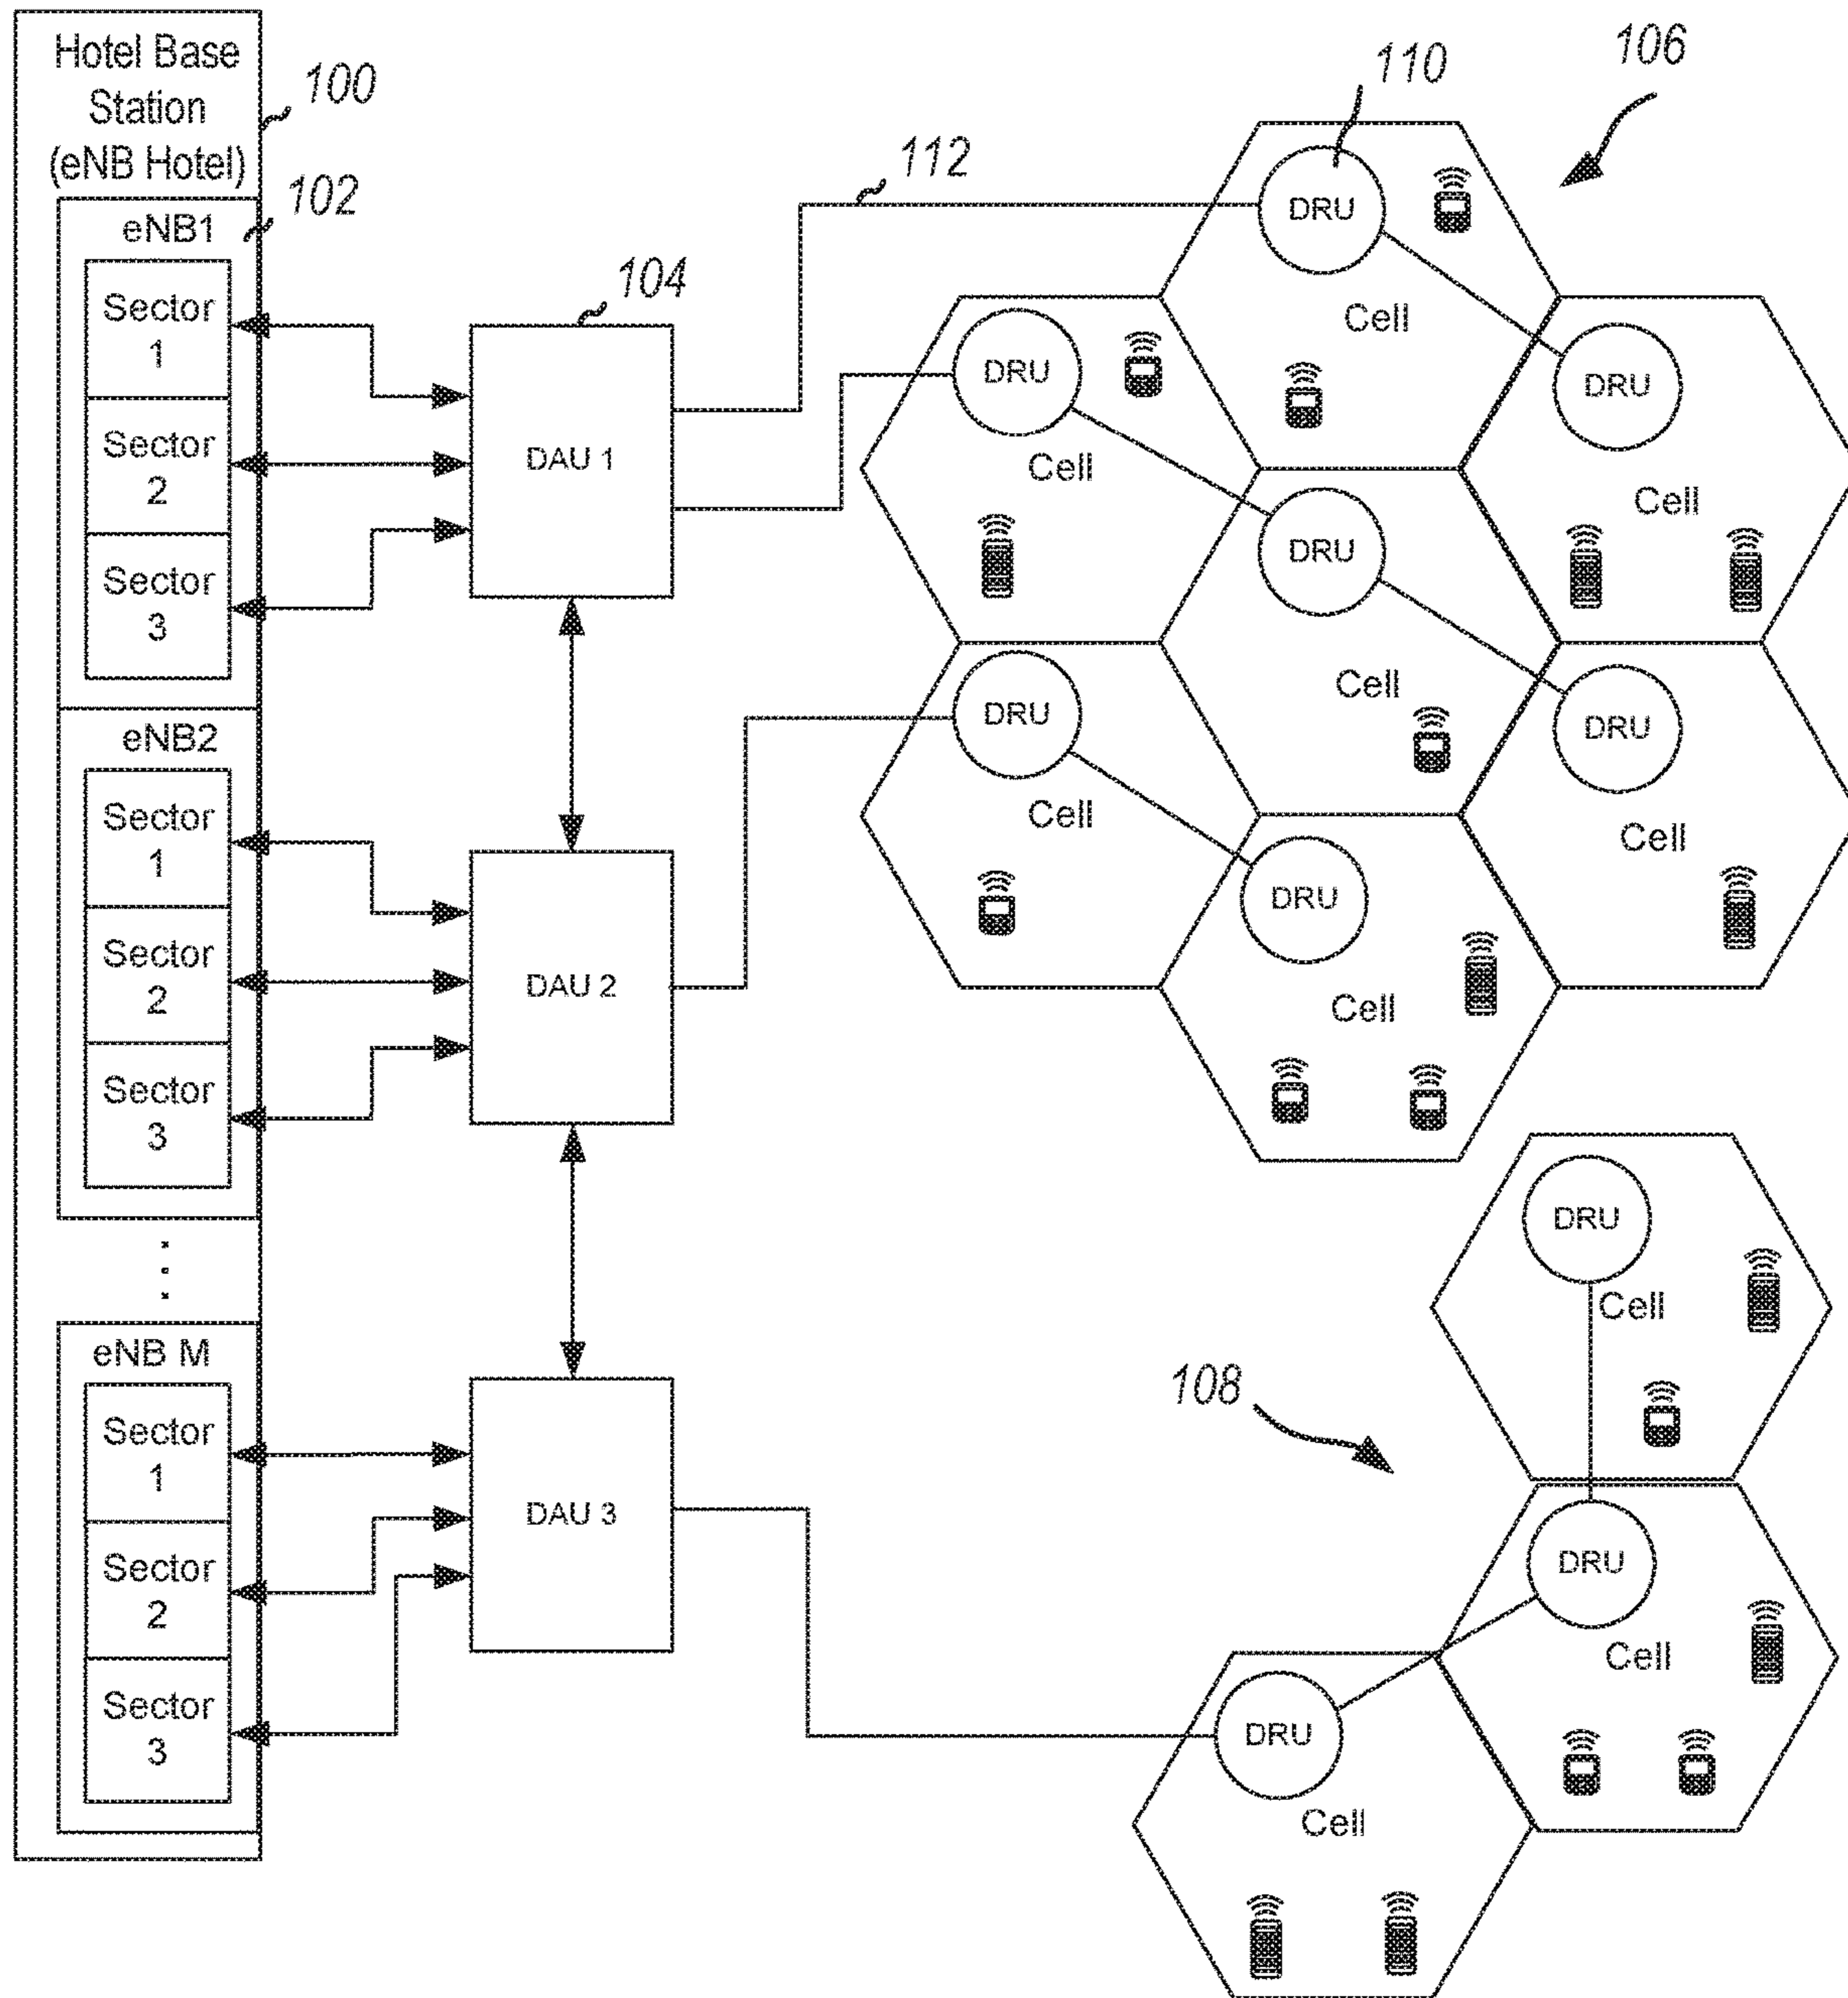 Hotel Base
Station
(eNB Hotel)
100
102
eNB1
Sector
1
Sector
2
Sector
3
eNB2
Sector
1
Sector
2
Sector
3
eNB M
Sector
1
Sector
2
Sector
3
104
DAU 1
DAU 2
DAU 3
112
110
106
DRU
Cell
DRU
Cell
DRU
Cell
DRU
Cell
DRU
Cell
DRU
Cell
DRU
Cell
108
DRU
Cell
DRU
Cell
DRU
Cell